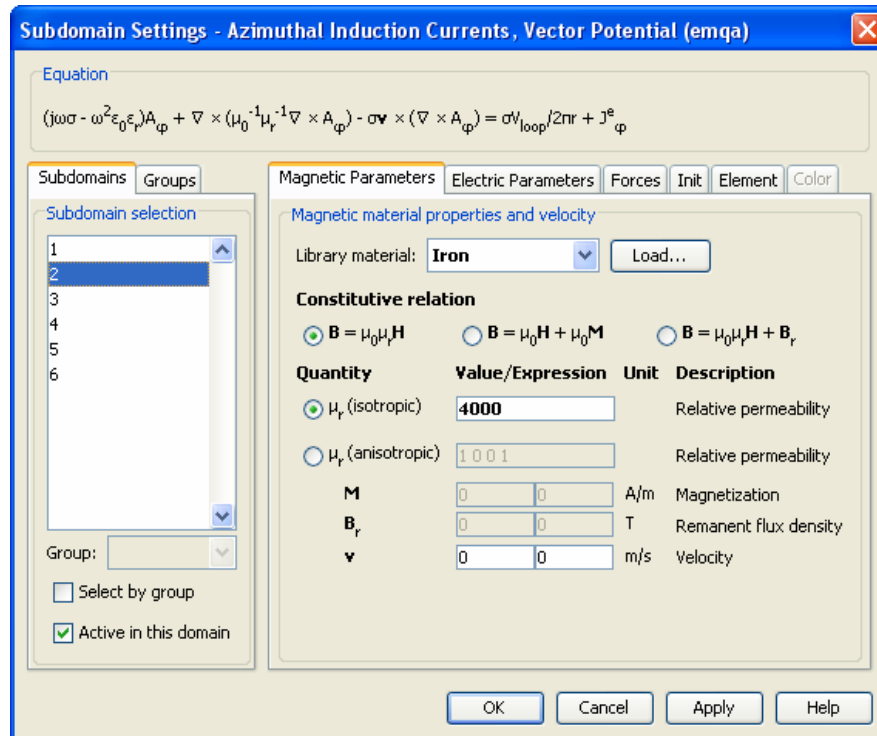 Subdomain Settings - Azimuthal Induction Currents, Vector Potential (emqa)
Equation
(jωσ - ω²ε₀εᵣ)Aφ + ∇ × (μ₀⁻¹μᵣ⁻¹∇ × Aφ) - σv × (∇ × Aφ) = σV_loop/2πr + Jᵉφ
Subdomains Groups
Magnetic Parameters Electric Parameters Forces Init Element Color
Subdomain selection
1
2
3
4
5
6
Group:
Select by group
Active in this domain
Magnetic material properties and velocity
Library material: Iron Load...
Constitutive relation
B = μ₀μᵣH B = μ₀H + μ₀M B = μ₀μᵣH + Bᵣ
Quantity Value/Expression Unit Description
μᵣ (isotropic) 4000 Relative permeability
μᵣ (anisotropic) 1 0 0 1 Relative permeability
M 0 0 A/m Magnetization
Bᵣ 0 0 T Remanent flux density
v 0 0 m/s Velocity
OK Cancel Apply Help